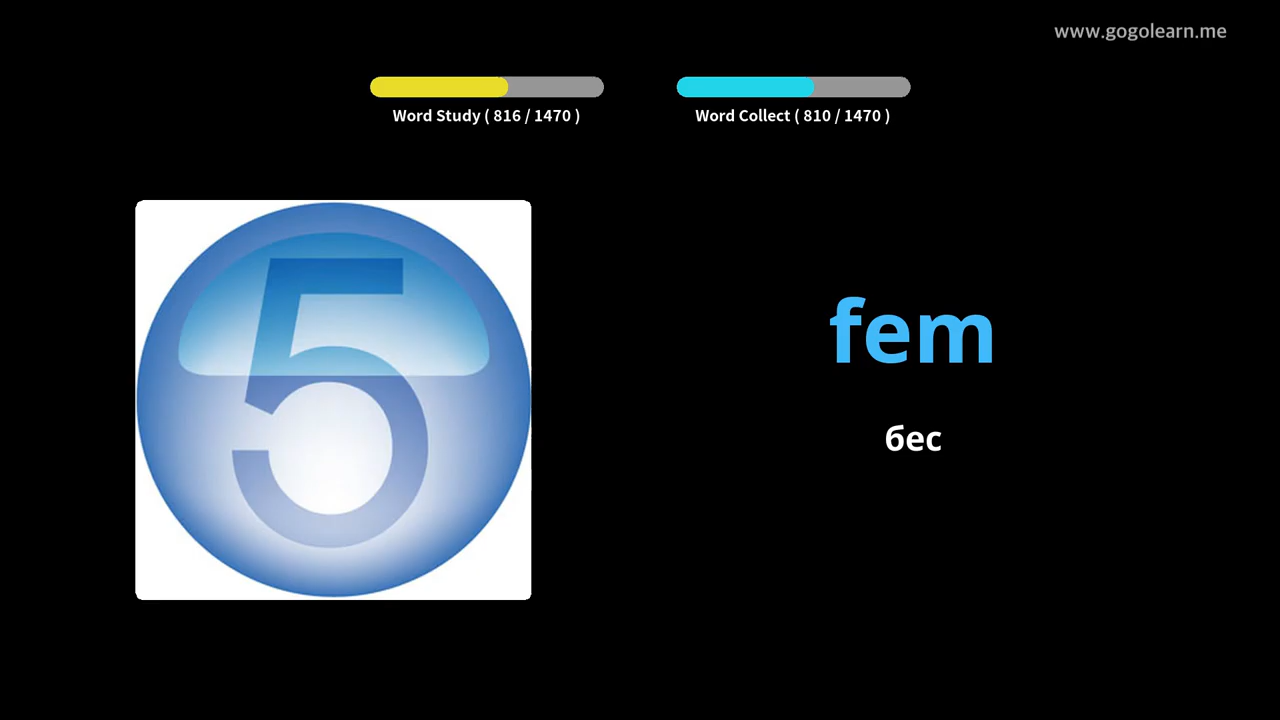 www.gogolearn.me
Word Study ( 816 / 1470 )
Word Collect ( 810 / 1470 )
5
fem
бес